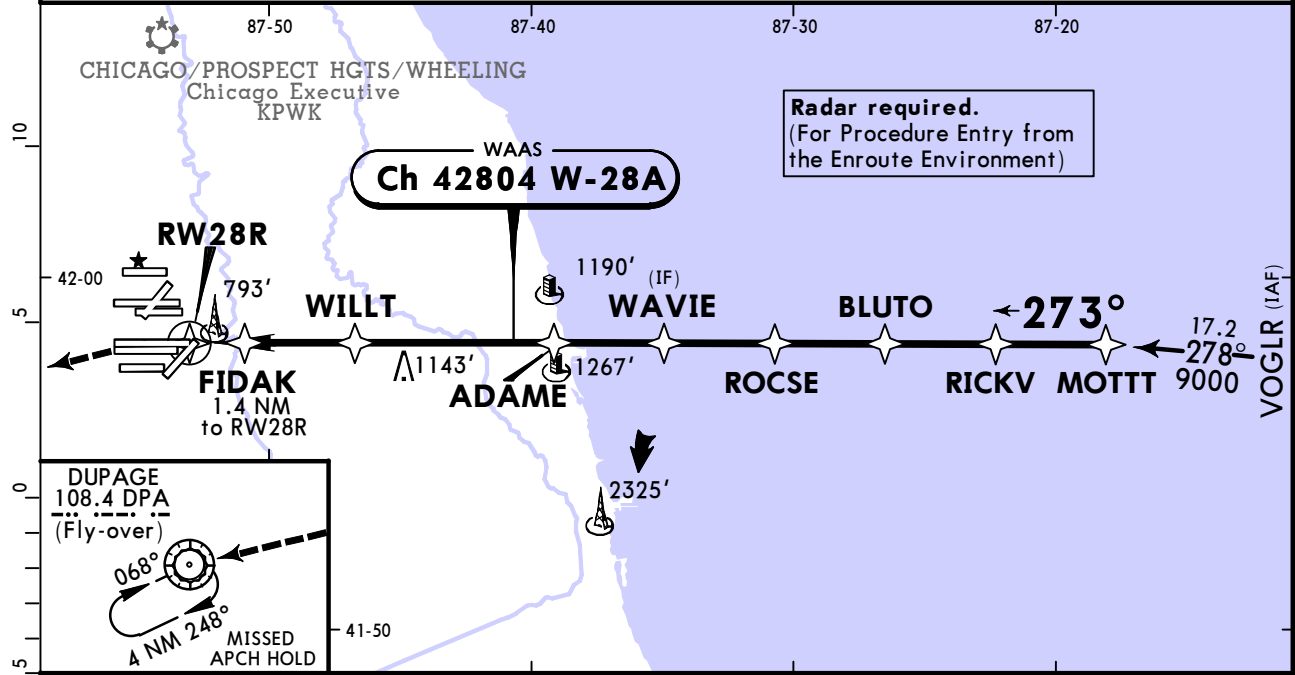 87-50
87-40
87-30
87-20
CHICAGO/PROSPECT HGTS/WHEELING
Chicago Executive
KPWK
Radar required.
(For Procedure Entry from
the Enroute Environment)
10
WAAS
Ch 42804 W-28A
RW28R
42-00
793'
1190'
(IF)
WILLT
WAVIE
BLUTO
273°
5
17.2
278°
9000
VOGLR (IAF)
1143'
1267'
FIDAK
1.4 NM
to RW28R
ADAME
ROCSE
RICKV
MOTTT
2325'
0
DUPAGE
108.4 DPA
(Fly-over)
068°
4 NM 248°
MISSED
APCH HOLD
41-50
5